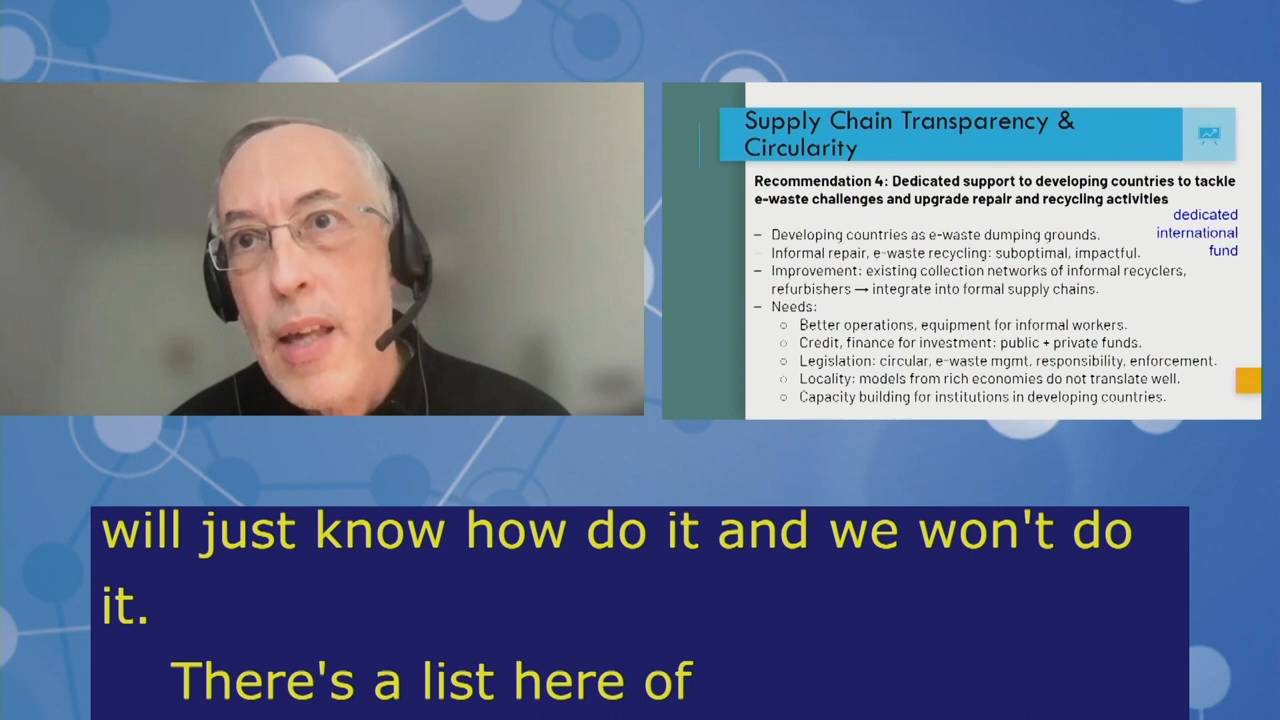 Supply Chain Transparency &
Circularity
Recommendation 4: Dedicated support to developing countries to tackle
e-waste challenges and upgrade repair and recycling activities
dedicated
international
fund
– Developing countries as e-waste dumping grounds.
– Informal repair, e-waste recycling: suboptimal, impactful.
– Improvement: existing collection networks of informal recyclers,
refurbishers → integrate into formal supply chains.
– Needs:
○ Better operations, equipment for informal workers.
○ Credit, finance for investment: public + private funds.
○ Legislation: circular, e-waste mgmt, responsibility, enforcement.
○ Locality: models from rich economies do not translate well.
○ Capacity building for institutions in developing countries.
will just know how do it and we won't do
it.
There's a list here of